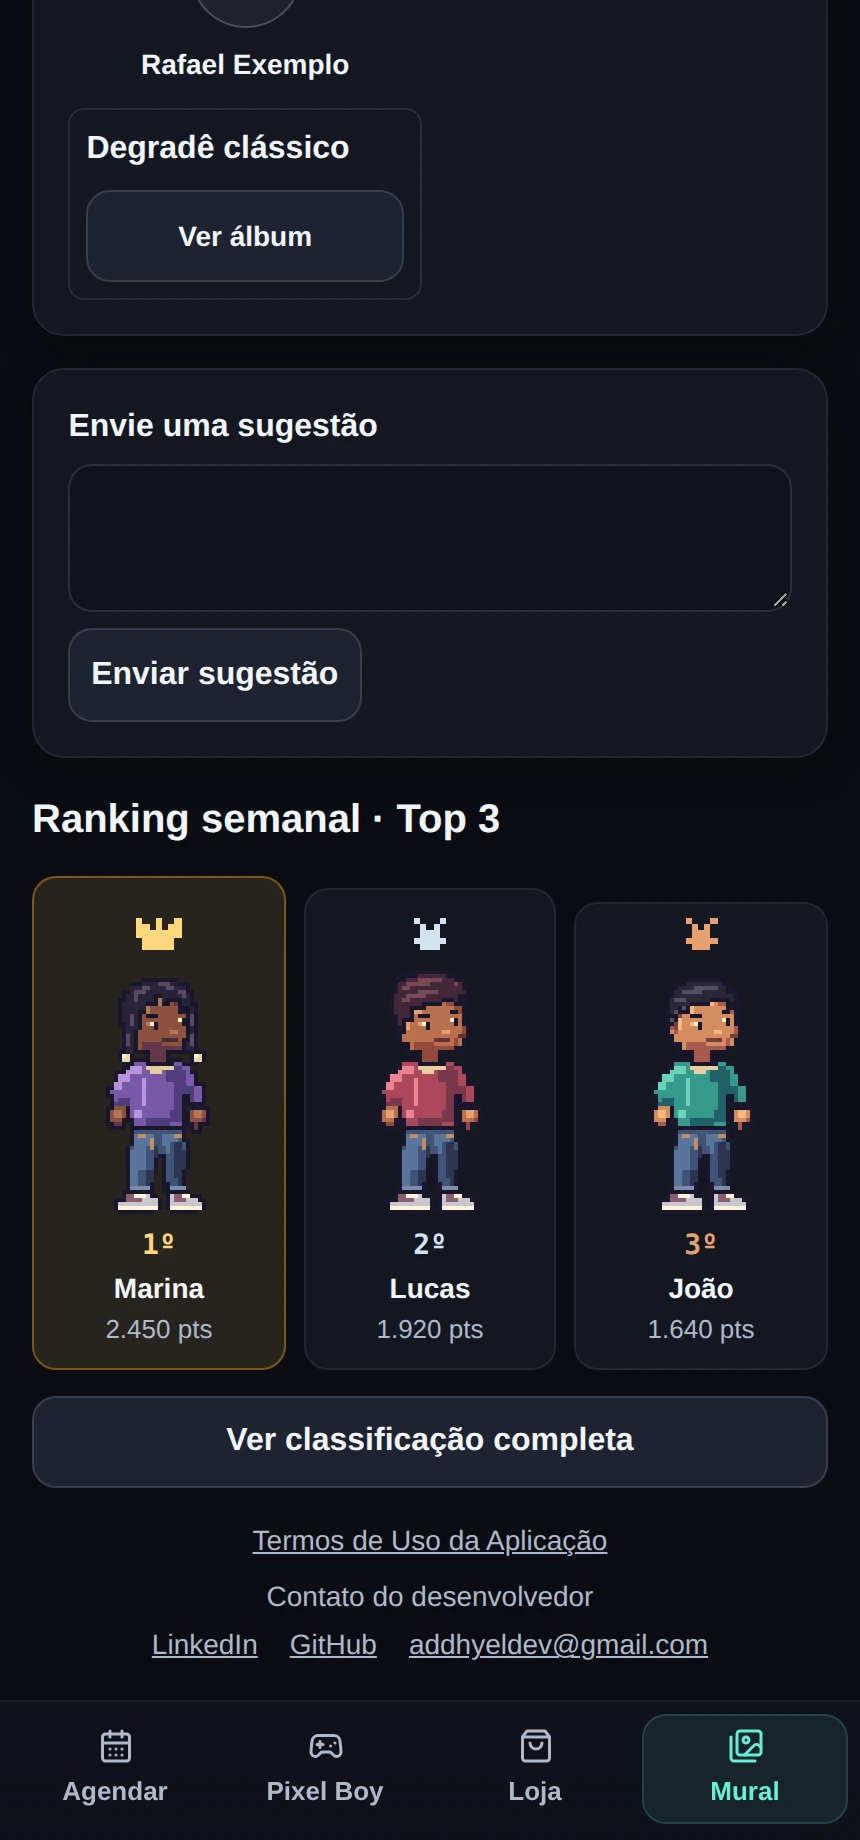 Rafael Exemplo
Degradê clássico
Ver álbum
Envie uma sugestão
Enviar sugestão
Ranking semanal · Top 3
1º
Marina
2.450 pts
2º
Lucas
1.920 pts
3º
João
1.640 pts
Ver classificação completa
Termos de Uso da Aplicação
Contato do desenvolvedor
LinkedIn GitHub addhyeldev@gmail.com
Agendar Pixel Boy Loja Mural